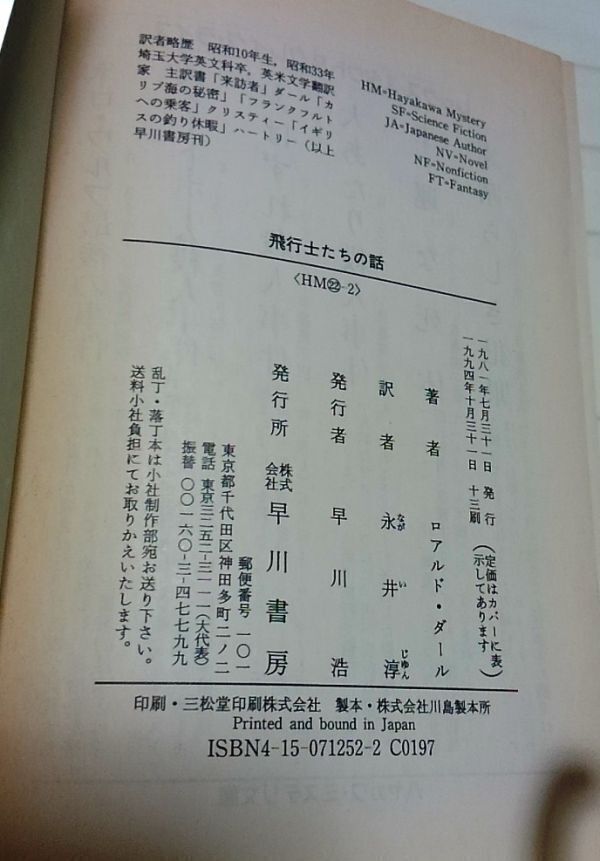 訳者略歴　昭和10年生，昭和33年
埼玉大学英文科卒，英米文学翻訳
家　主訳書「来訪者」ダール「カ
リブ海の秘密」「フランクフルト
への乗客」クリスティー「イギリ
スの釣り休暇」ハートリー（以上
早川書房刊）
HM=Hayakawa Mystery
SF=Science Fiction
JA=Japanese Author
NV=Novel
NF=Nonfiction
FT=Fantasy
飛行士たちの話
〈HM㉒-2〉
一九八一年七月三十一日　発行
一九九四年十月三十一日　十三刷
（定価はカバーに表
示してあります）
著者　ロアルド・ダール
訳者　永井淳
なが　い　じゅん
発行者　早川　浩
発行所　株式会社　早川書房
郵便番号　一〇一
東京都千代田区神田多町二ノ二
電話　東京三二五二-三一一一（大代表）
振替　〇〇一六〇-三-四七七九九
乱丁・落丁本は小社制作部宛お送り下さい。
送料小社負担にてお取りかえいたします。
印刷・三松堂印刷株式会社　製本・株式会社川島製本所
Printed and bound in Japan
ISBN4-15-071252-2 C0197